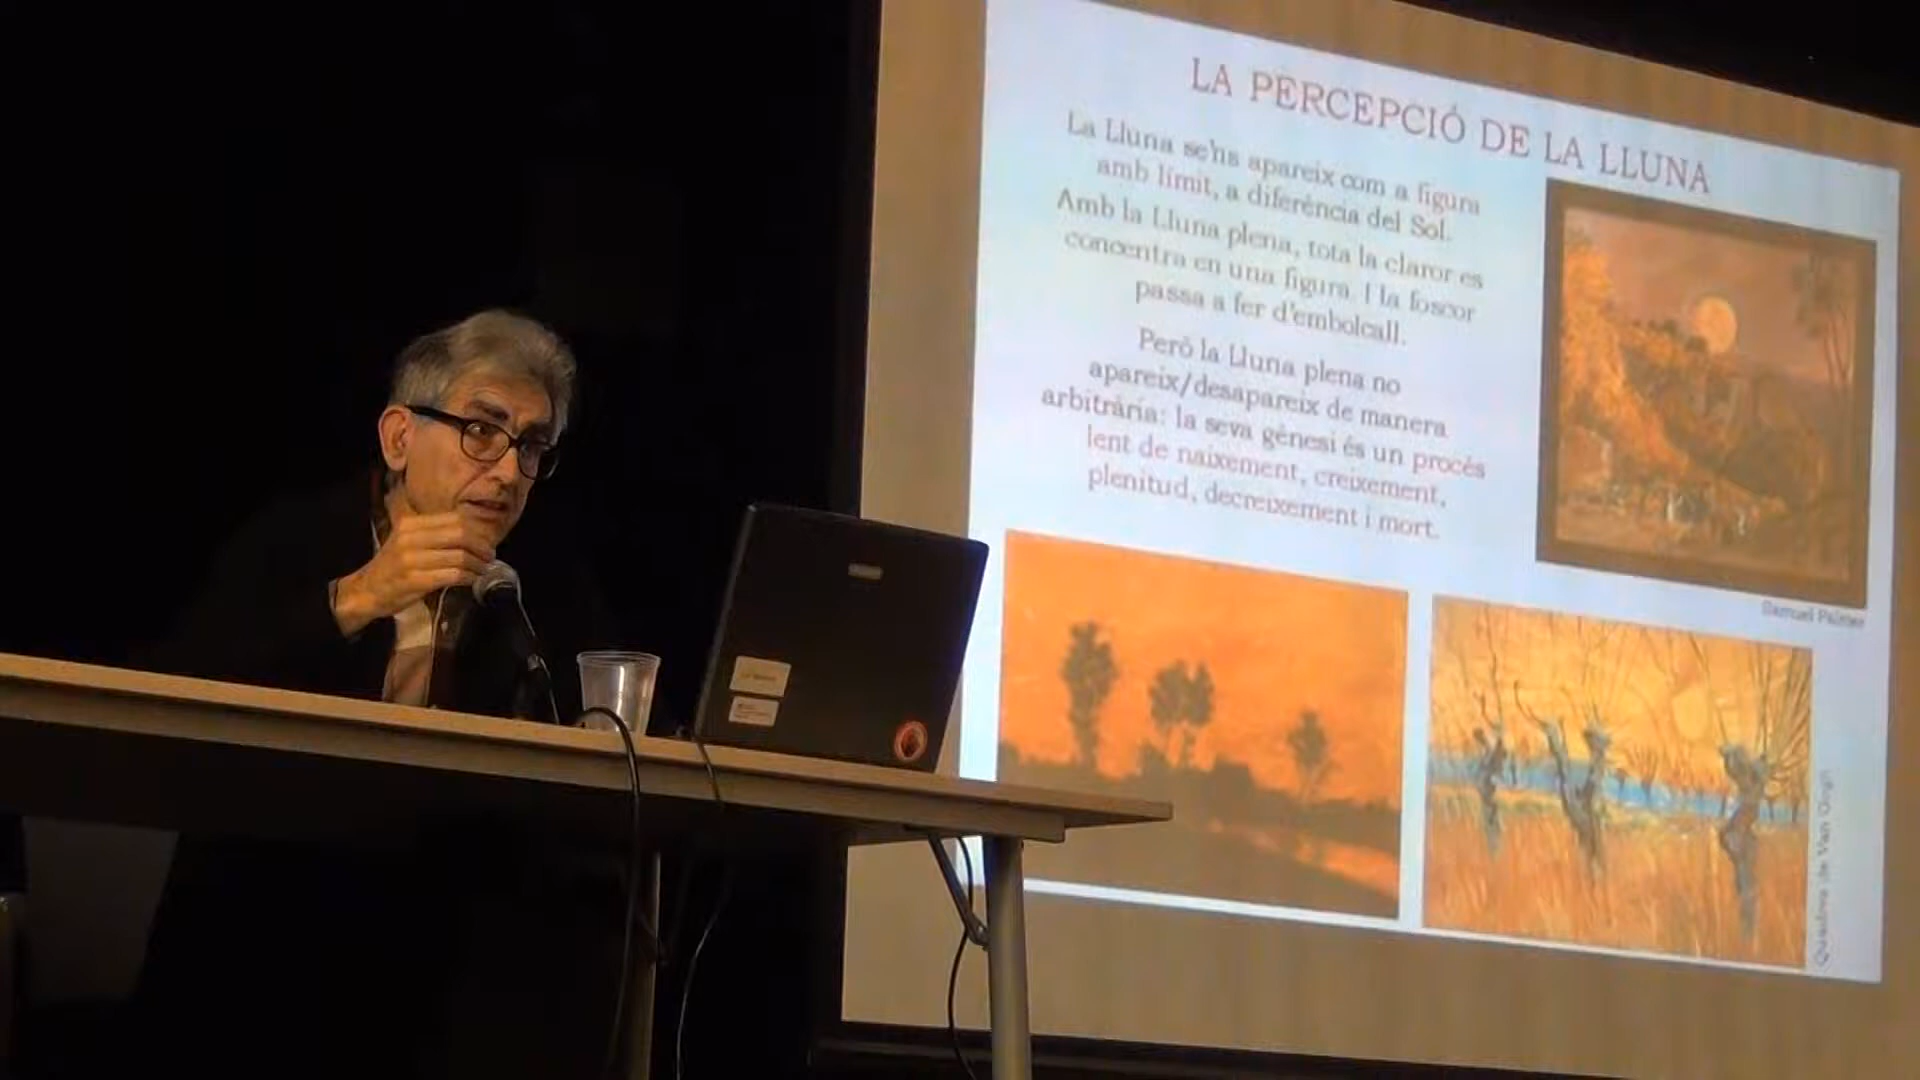 LA PERCEPCIÓ DE LA LLUNA
La Lluna se'ns apareix com a figura
amb límit, a diferència del Sol.
Amb la Lluna plena, tota la claror es
concentra en una figura. I la foscor
passa a fer d'embolcall.
Però la Lluna plena no
apareix/desapareix de manera
arbitrària: la seva gènesi és un procés
lent de naixement, creixement,
plenitud, decreixement i mort.
Samuel Palmer
Quadres de Van Gogh